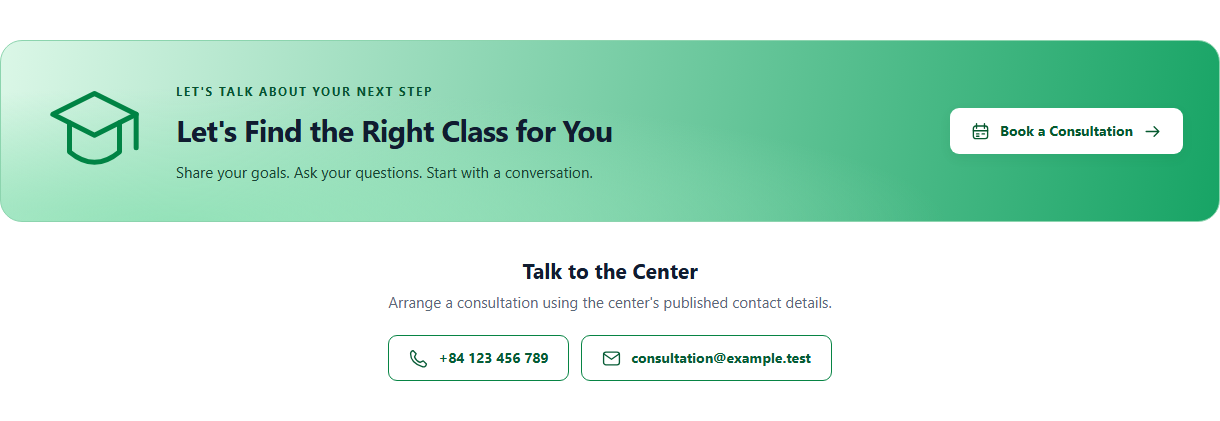 LET'S TALK ABOUT YOUR NEXT STEP
Let's Find the Right Class for You
Share your goals. Ask your questions. Start with a conversation.
Book a Consultation
Talk to the Center
Arrange a consultation using the center's published contact details.
+84 123 456 789
consultation@example.test